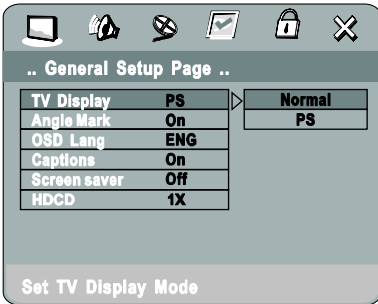 .. General Setup Page ..
TV Display PS Normal
Angle Mark On PS
OSD Lang ENG
Captions On
Screen saver Off
HDCD 1X
Set TV Display Mode